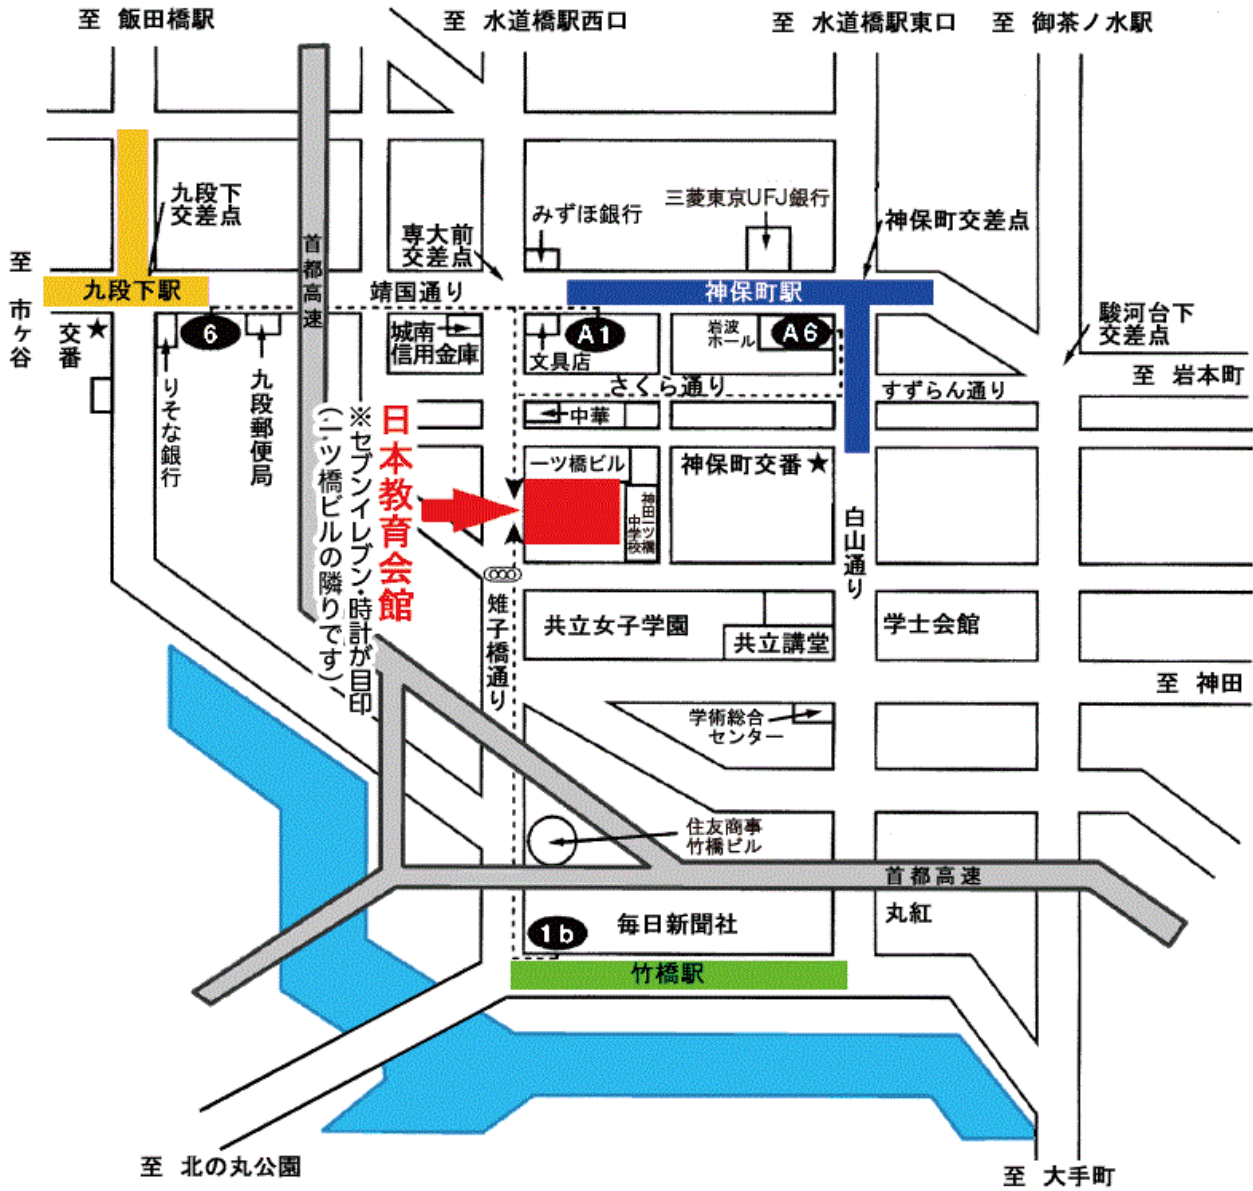 至 飯田橋駅
至 水道橋駅西口
至 水道橋駅東口
至 御茶ノ水駅
九段下
交差点
みずほ銀行
三菱東京UFJ銀行
専大前
交差点
神保町交差点
首都高速
至 市ヶ谷
九段下駅
靖国通り
神保町駅
交番★
6
城南
信用金庫
文具店
A1
岩波
ホール
A6
駿河台下
交差点
至 岩本町
りそな銀行
九段郵便局
さくら通り
すずらん通り
中華
日本教育会館
※セブンイレブン・時計が目印
(一ツ橋ビルの隣りです)
一ツ橋ビル
神田一ツ橋
中学校
神保町交番★
白山通り
雉子橋通り
共立女子学園
共立講堂
学士会館
至 神田
学術総合
センター
住友商事
竹橋ビル
首都高速
丸紅
1b
毎日新聞社
竹橋駅
至 北の丸公園
至 大手町